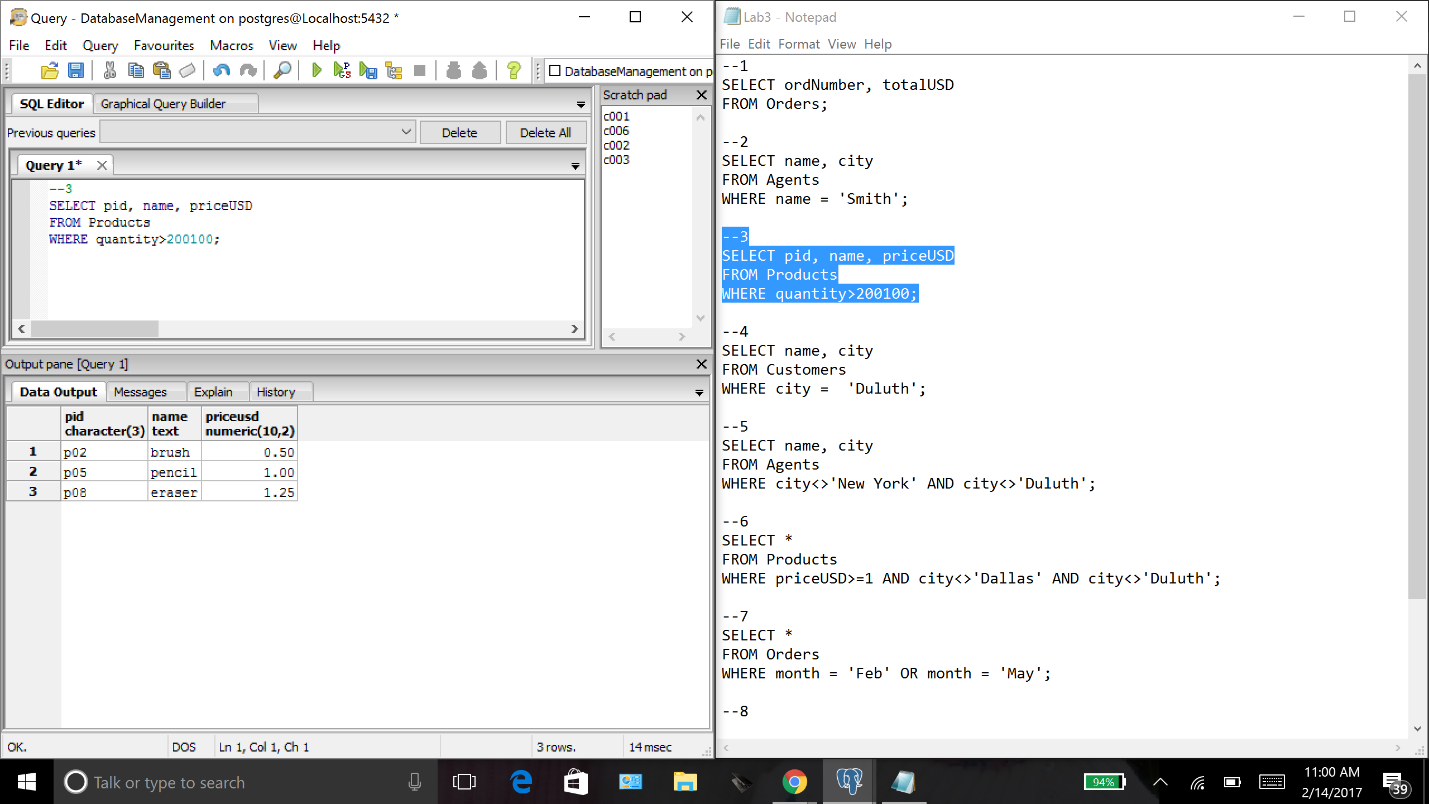 Query - DatabaseManagement on postgres@Localhost:5432 *
File Edit Query Favourites Macros View Help
DatabaseManagement on p
SQL Editor Graphical Query Builder
Previous queries Delete Delete All
Query 1*
--3
SELECT pid, name, priceUSD
FROM Products
WHERE quantity>200100;
Scratch pad
c001
c006
c002
c003
Output pane [Query 1]
Data Output Messages Explain History
pid character(3) name text priceusd numeric(10,2)
1 p02 brush 0.50
2 p05 pencil 1.00
3 p08 eraser 1.25
OK. DOS Ln 1, Col 1, Ch 1 3 rows. 14 msec
Lab3 - Notepad
File Edit Format View Help
--1
SELECT ordNumber, totalUSD
FROM Orders;
--2
SELECT name, city
FROM Agents
WHERE name = 'Smith';
--3
SELECT pid, name, priceUSD
FROM Products
WHERE quantity>200100;
--4
SELECT name, city
FROM Customers
WHERE city =  'Duluth';
--5
SELECT name, city
FROM Agents
WHERE city<>'New York' AND city<>'Duluth';
--6
SELECT *
FROM Products
WHERE priceUSD>=1 AND city<>'Dallas' AND city<>'Duluth';
--7
SELECT *
FROM Orders
WHERE month = 'Feb' OR month = 'May';
--8
Talk or type to search
94%
11:00 AM
2/14/2017
39